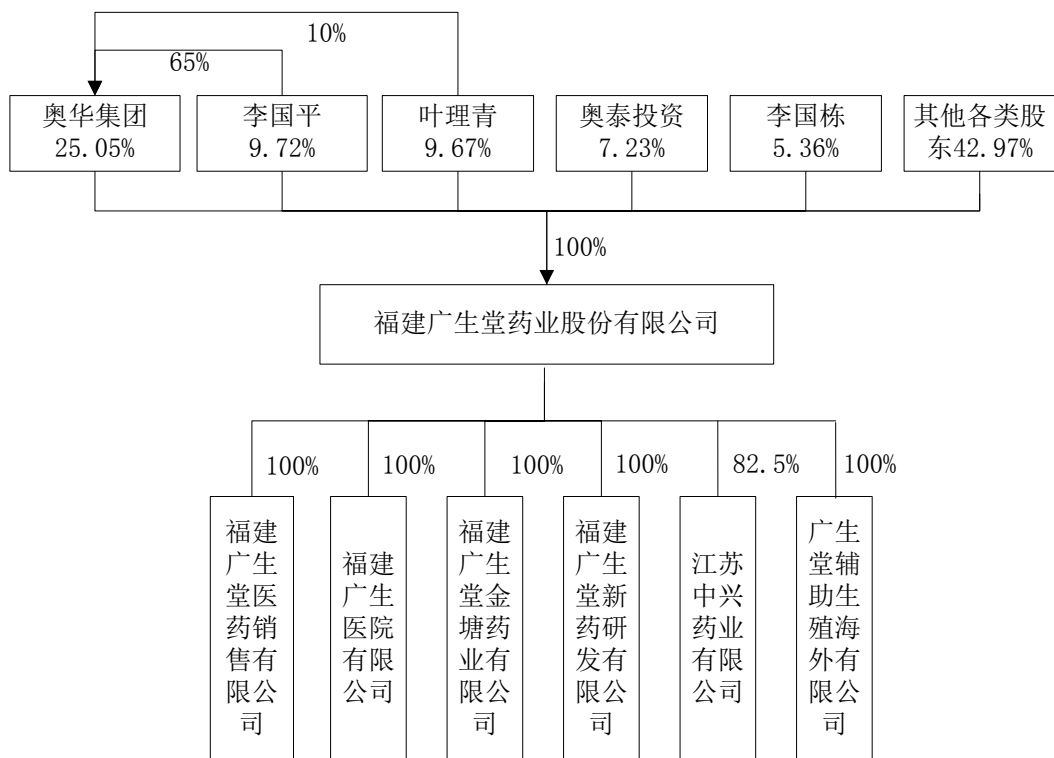 10%
65%
奥华集团
25.05%
李国平
9.72%
叶理青
9.67%
奥泰投资
7.23%
李国栋
5.36%
其他各类股
东42.97%
100%
福建广生堂药业股份有限公司
100%
100%
100%
100%
82.5%
100%
福建
广生
堂医
药销
售有
限公
司
福建
广生
医院
有限
公司
福建
广生
堂金
塘药
业有
限公
司
福建
广生
堂新
药研
发有
限公
司
江苏
中兴
药业
有限
公司
广生
堂辅
助生
殖海
外有
限公
司